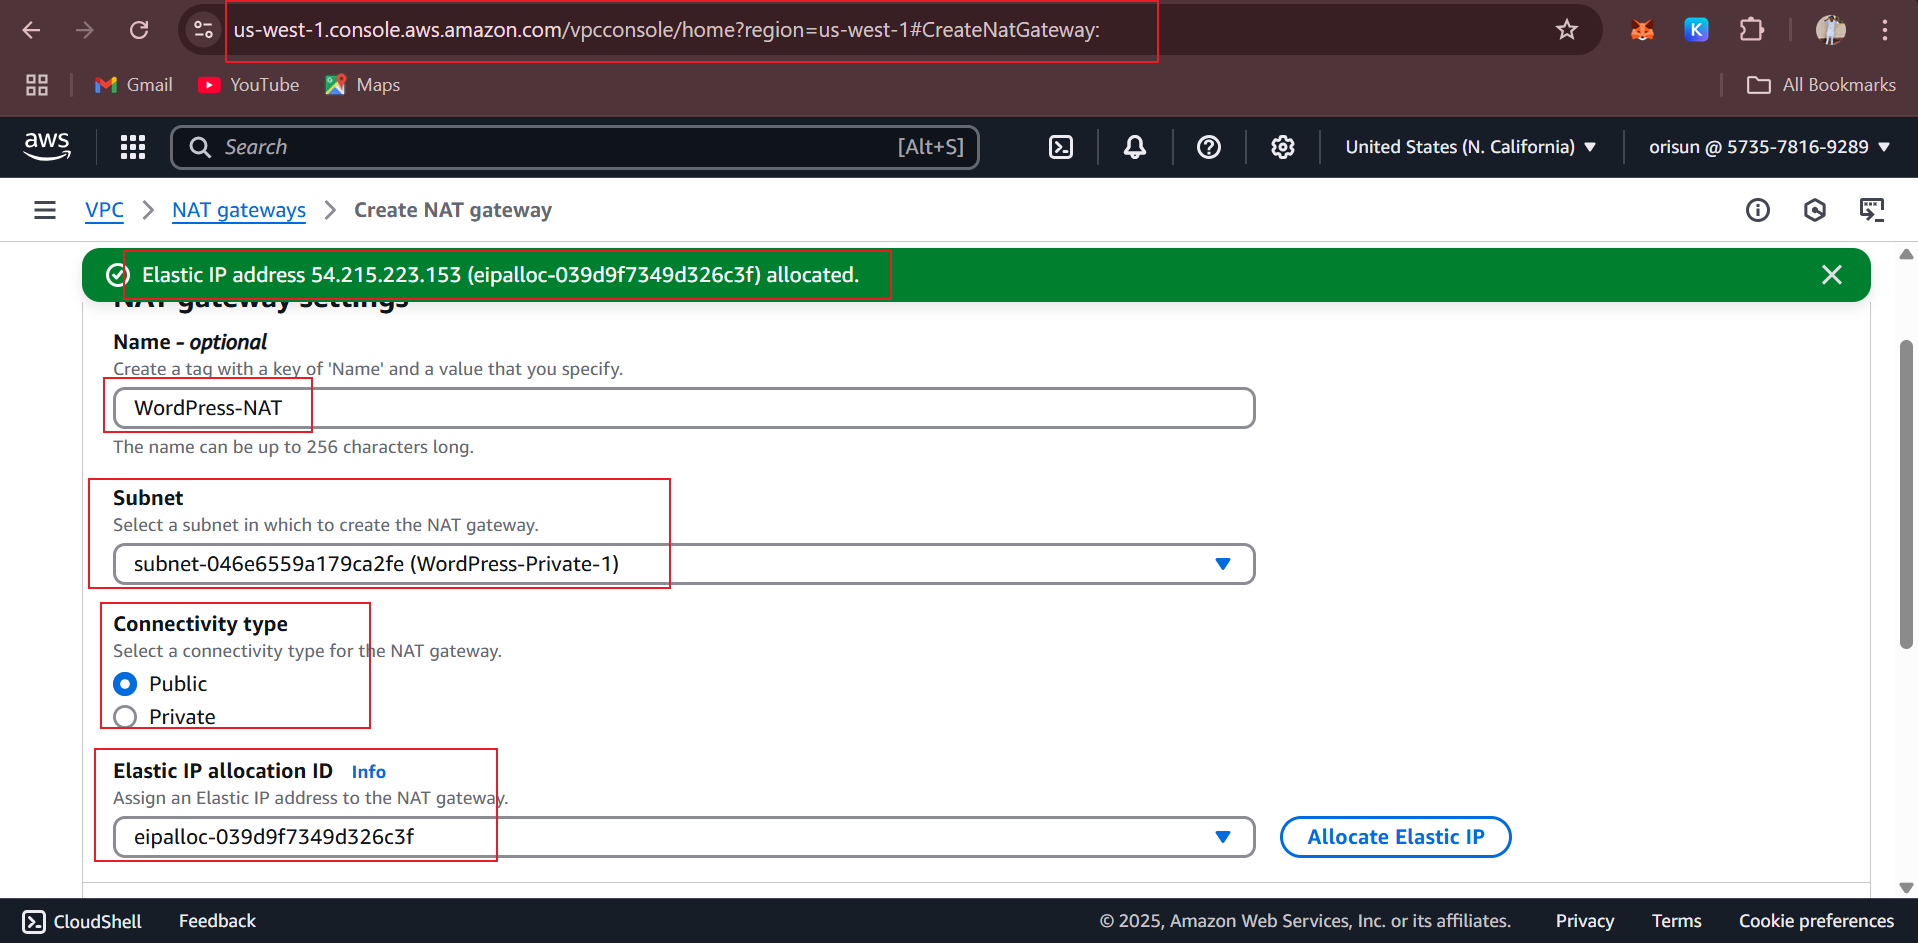 us-west-1.console.aws.amazon.com/vpcconsole/home?region=us-west-1#CreateNatGateway:
Gmail YouTube Maps All Bookmarks
aws Search [Alt+S] United States (N. California) orisun @ 5735-7816-9289
VPC > NAT gateways > Create NAT gateway
Elastic IP address 54.215.223.153 (eipalloc-039d9f7349d326c3f) allocated.
NAT gateway settings
Name - optional
Create a tag with a key of 'Name' and a value that you specify.
WordPress-NAT
The name can be up to 256 characters long.
Subnet
Select a subnet in which to create the NAT gateway.
subnet-046e6559a179ca2fe (WordPress-Private-1)
Connectivity type
Select a connectivity type for the NAT gateway.
Public
Private
Elastic IP allocation ID Info
Assign an Elastic IP address to the NAT gateway.
eipalloc-039d9f7349d326c3f Allocate Elastic IP
CloudShell Feedback © 2025, Amazon Web Services, Inc. or its affiliates. Privacy Terms Cookie preferences